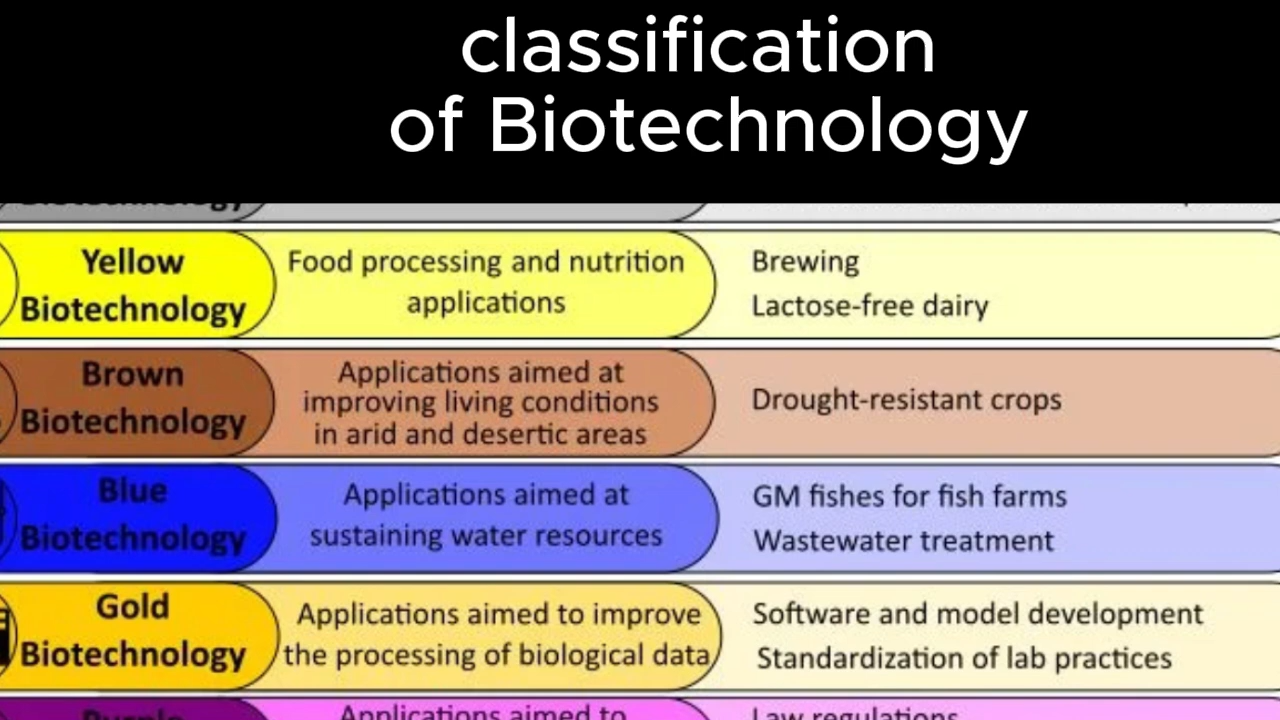 classification
of Biotechnology
Biotechnology
Yellow
Biotechnology
Food processing and nutrition
applications
Brewing
Lactose-free dairy
Brown
Biotechnology
Applications aimed at
improving living conditions
in arid and desertic areas
Drought-resistant crops
Blue
Biotechnology
Applications aimed at
sustaining water resources
GM fishes for fish farms
Wastewater treatment
Gold
Biotechnology
Applications aimed to improve
the processing of biological data
Software and model development
Standardization of lab practices
Purple
Applications aimed to
Law regulations